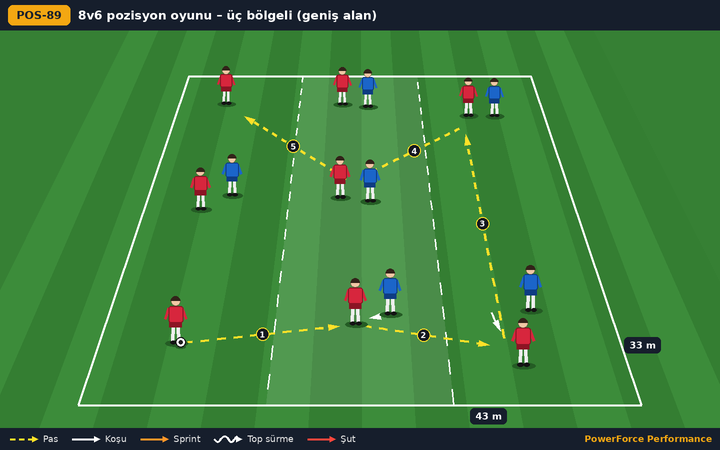 POS-89 8v6 pozisyon oyunu – üç bölgeli (geniş alan)
5
4
3
1
2
33 m
43 m
Pas Koşu Sprint Top sürme Şut PowerForce Performance